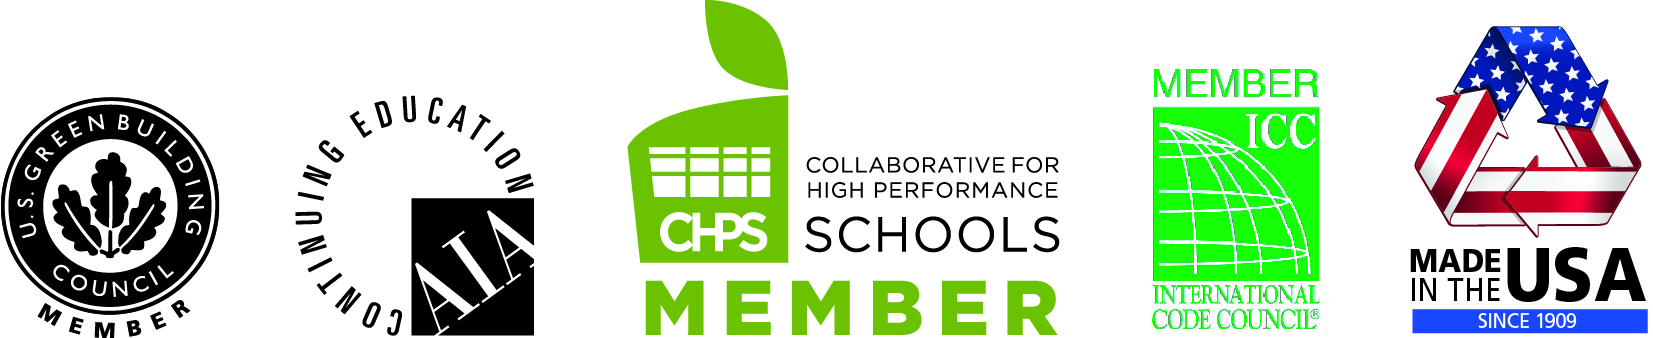 U.S. GREEN BUILDING
COUNCIL
MEMBER
CONTINUING EDUCATION
AIA
CHPS
COLLABORATIVE FOR
HIGH PERFORMANCE
SCHOOLS
MEMBER
MEMBER
ICC
INTERNATIONAL
CODE COUNCIL®
MADE
IN THE USA
SINCE 1909